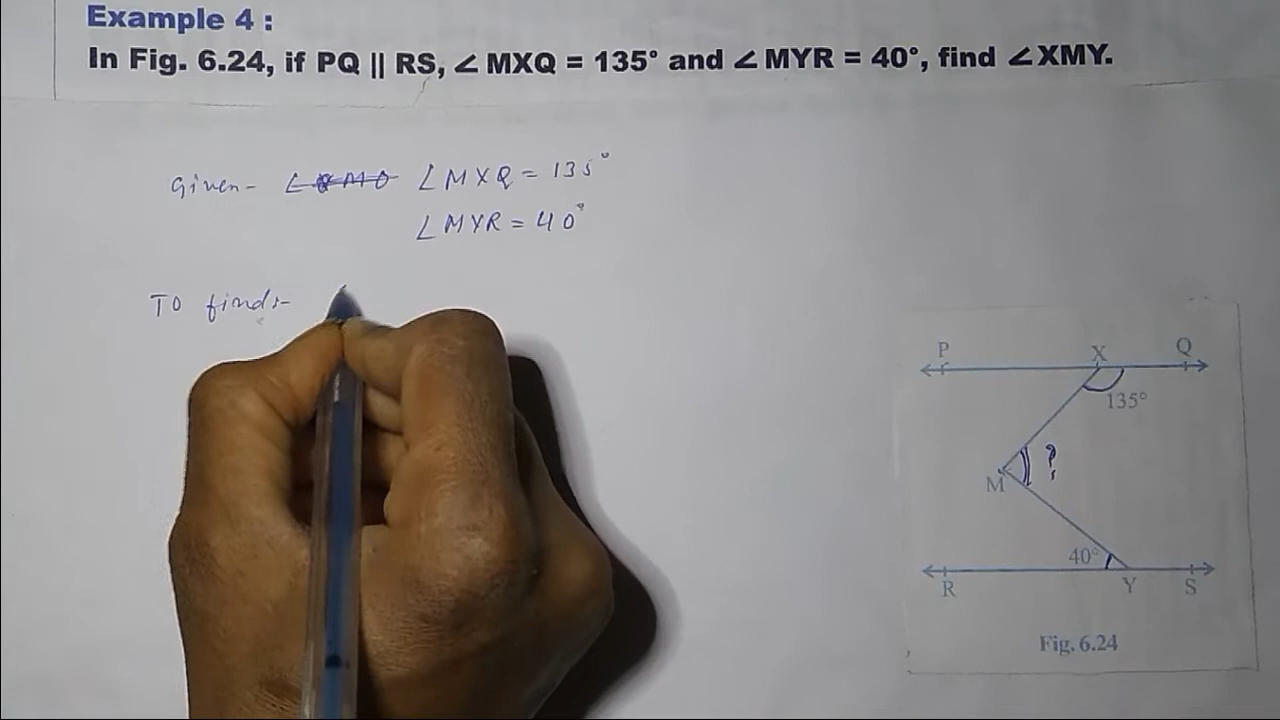 Example 4 :
In Fig. 6.24, if PQ || RS, ∠ MXQ = 135° and ∠ MYR = 40°, find ∠ XMY.
Given- ∠MXQ = 135°
∠MYR = 40°
To find:-
P X Q
135°
M ?
40°
R Y S
Fig. 6.24